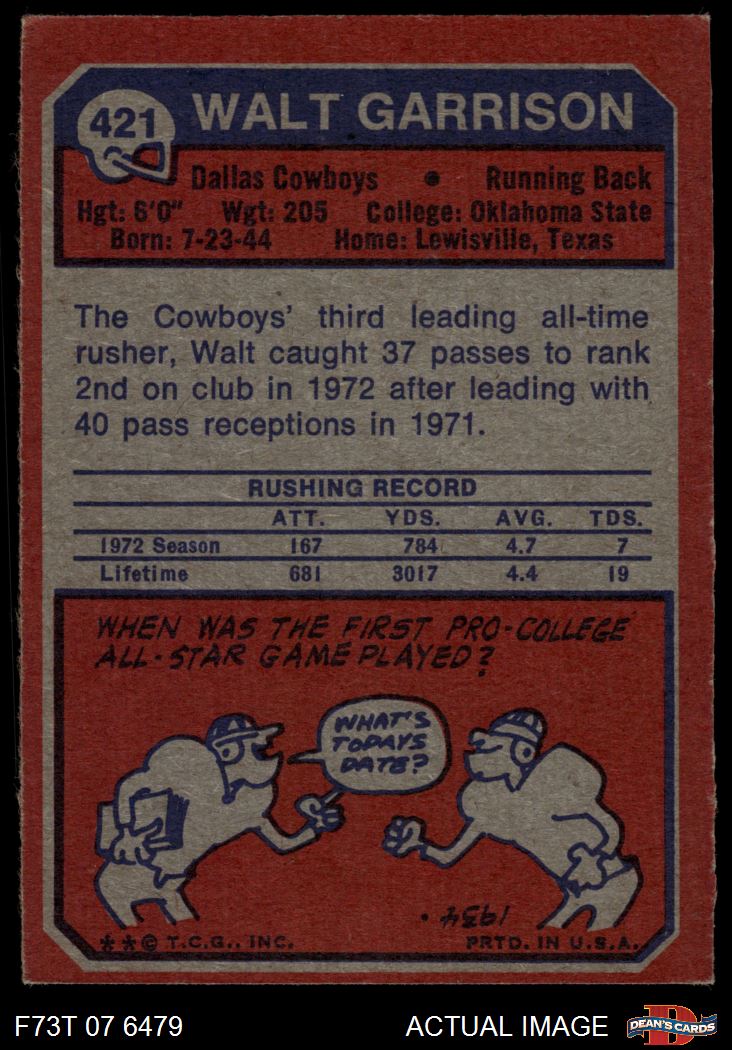 421
WALT GARRISON
Dallas Cowboys • Running Back
Hgt: 6'0" Wgt: 205 College: Oklahoma State
Born: 7-23-44 Home: Lewisville, Texas
The Cowboys' third leading all-time
rusher, Walt caught 37 passes to rank
2nd on club in 1972 after leading with
40 pass receptions in 1971.
RUSHING RECORD
ATT. YDS. AVG. TDS.
1972 Season 167 784 4.7 7
Lifetime 681 3017 4.4 19
WHEN WAS THE FIRST PRO-COLLEGE
ALL-STAR GAME PLAYED?
WHAT'S
TODAYS
DATE?
1934.
**© T.C.G., INC. PRTD. IN U.S.A.
F73T 07 6479 ACTUAL IMAGE
D
DEAN'S CARDS